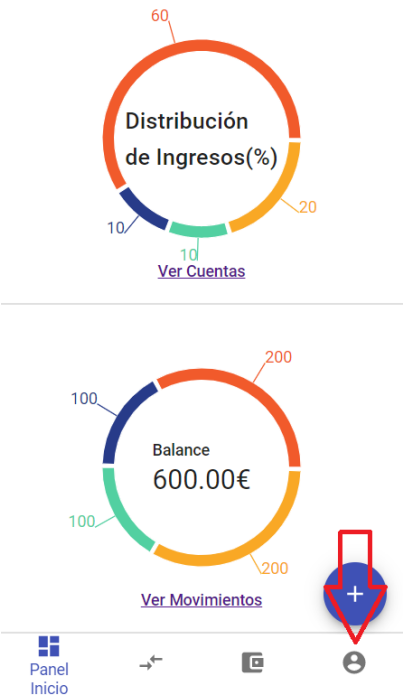 60
Distribución
de Ingresos(%)
20
10
10
Ver Cuentas
200
100
Balance
600.00€
100
200
Ver Movimientos
+
Panel
Inicio